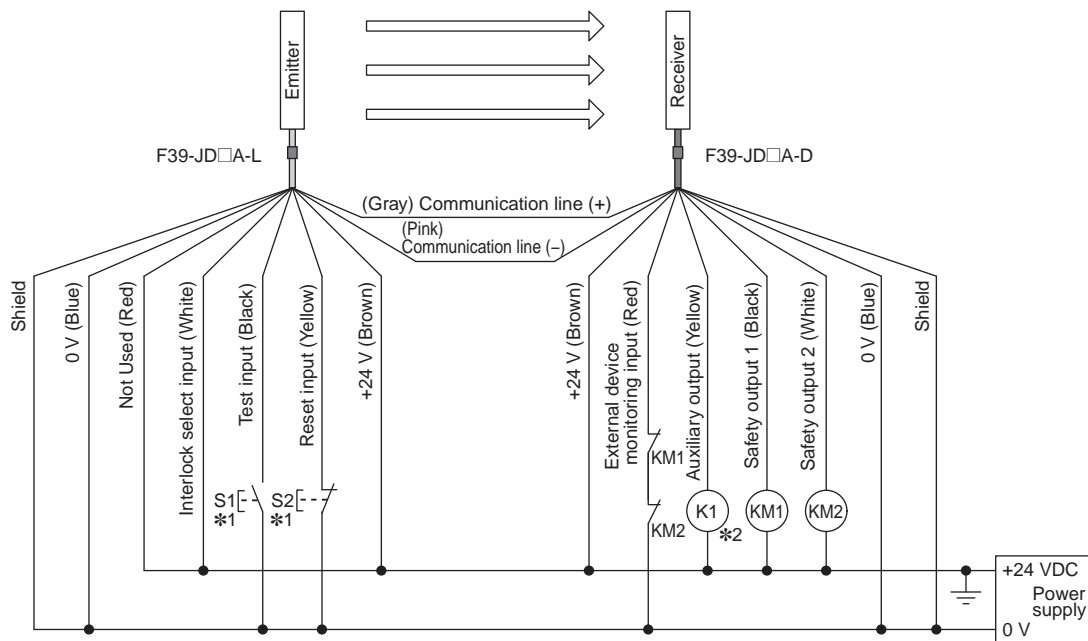 Emitter
Receiver
F39-JD□A-L
F39-JD□A-D
(Gray) Communication line (+)
(Pink)
Communication line (−)
Shield
0 V (Blue)
Not Used (Red)
Interlock select input (White)
Test input (Black)
Reset input (Yellow)
+24 V (Brown)
+24 V (Brown)
External device
monitoring input (Red)
Auxiliary output (Yellow)
Safety output 1 (Black)
Safety output 2 (White)
0 V (Blue)
Shield
S1
*1
S2
*1
KM1
KM2
K1
*2
KM1
KM2
+24 VDC
Power
supply
0 V